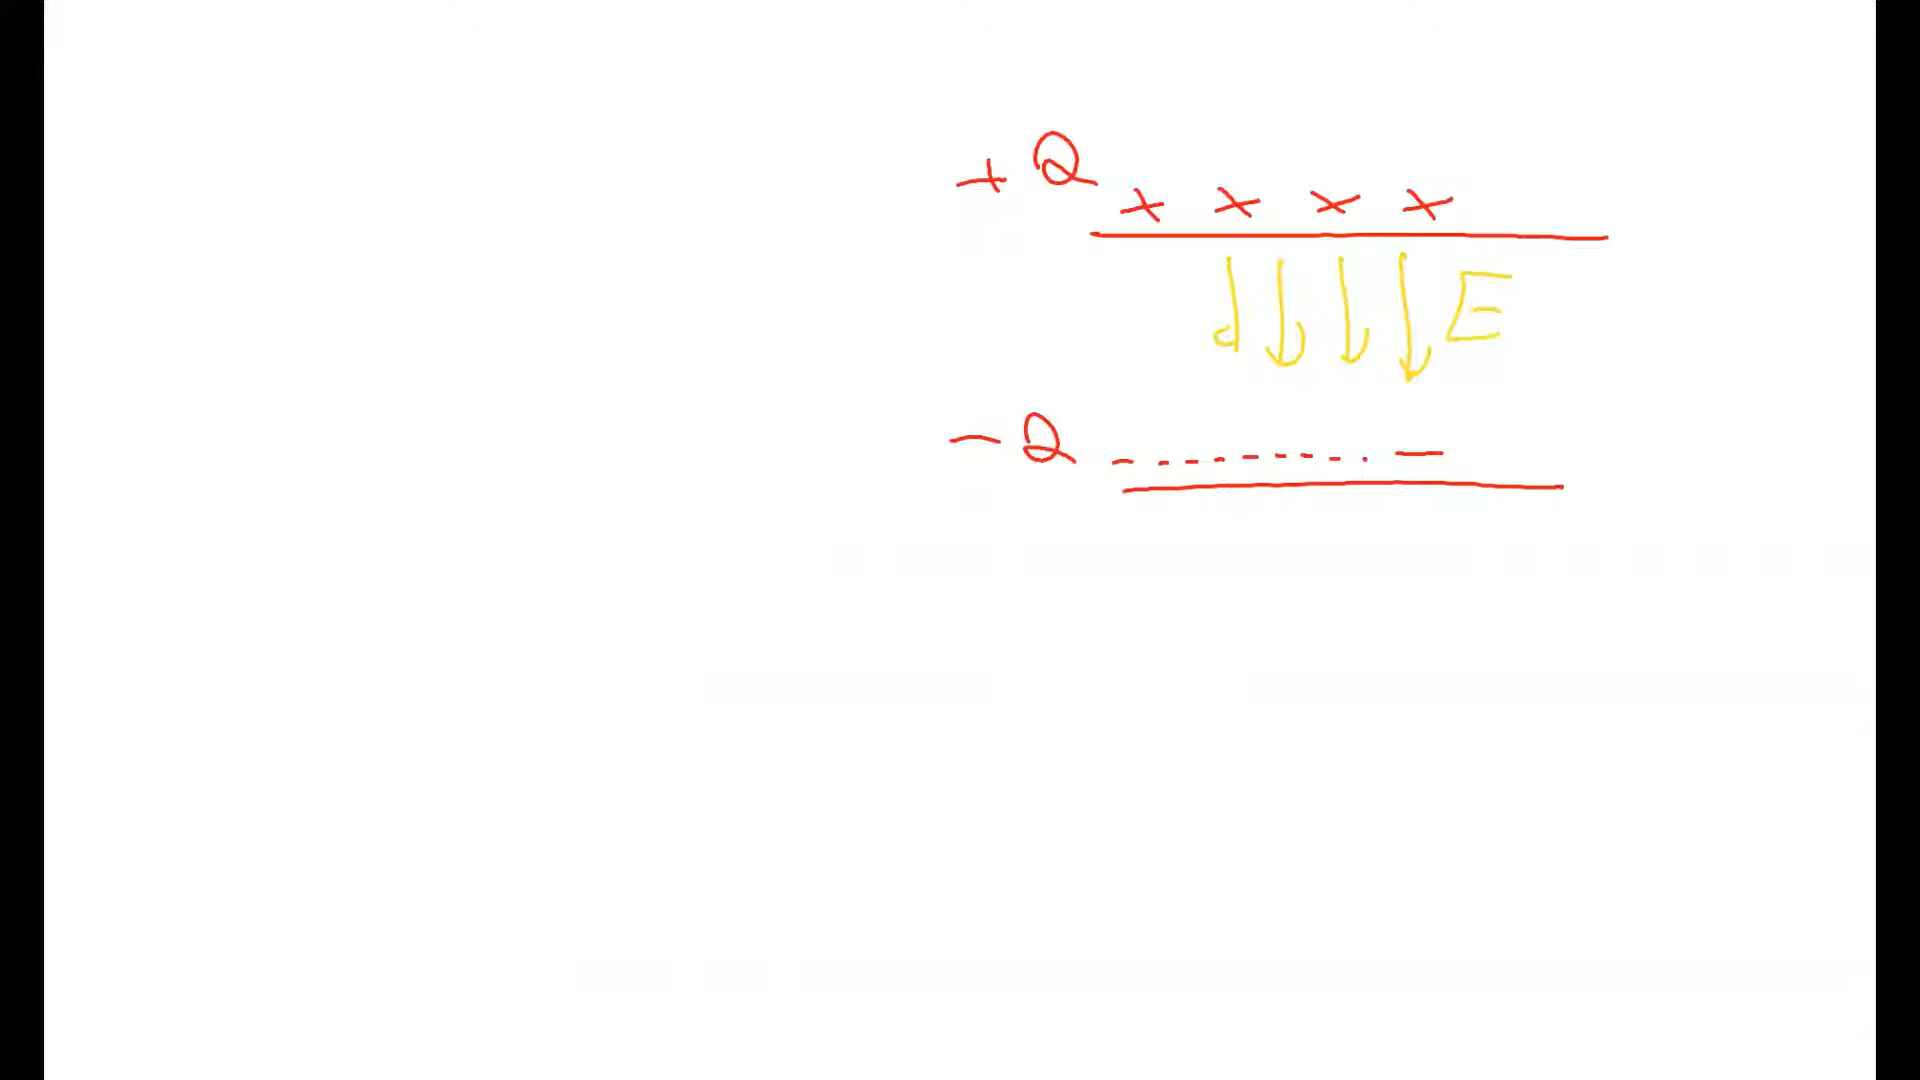 +Q
+ + + +
E
-Q - - - - - - - - - -